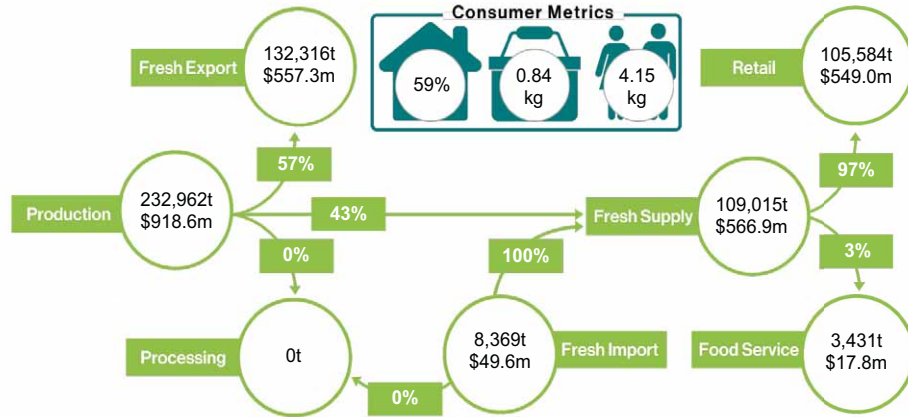 Consumer Metrics
Fresh Export
132,316t
$557.3m
59%
0.84
kg
4.15
kg
Retail
105,584t
$549.0m
57%
97%
Production
232,962t
$918.6m
43%
Fresh Supply
109,015t
$566.9m
0%
100%
3%
Processing
0t
8,369t
$49.6m
Fresh Import
Food Service
3,431t
$17.8m
0%